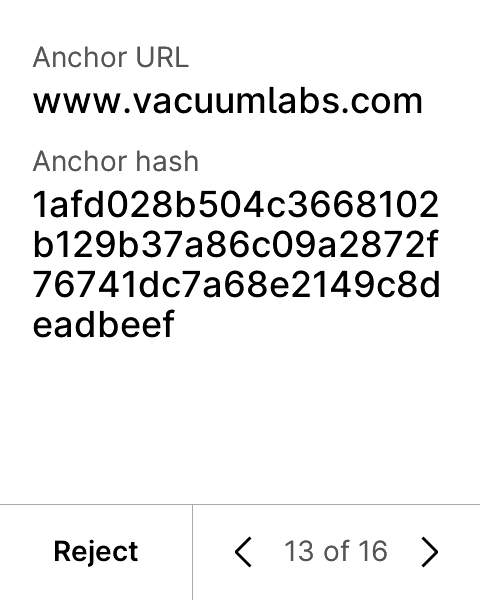 Anchor URL
www.vacuumlabs.com
Anchor hash
1afd028b504c3668102
b129b37a86c09a2872f
76741dc7a68e2149c8d
eadbeef
Reject
13 of 16